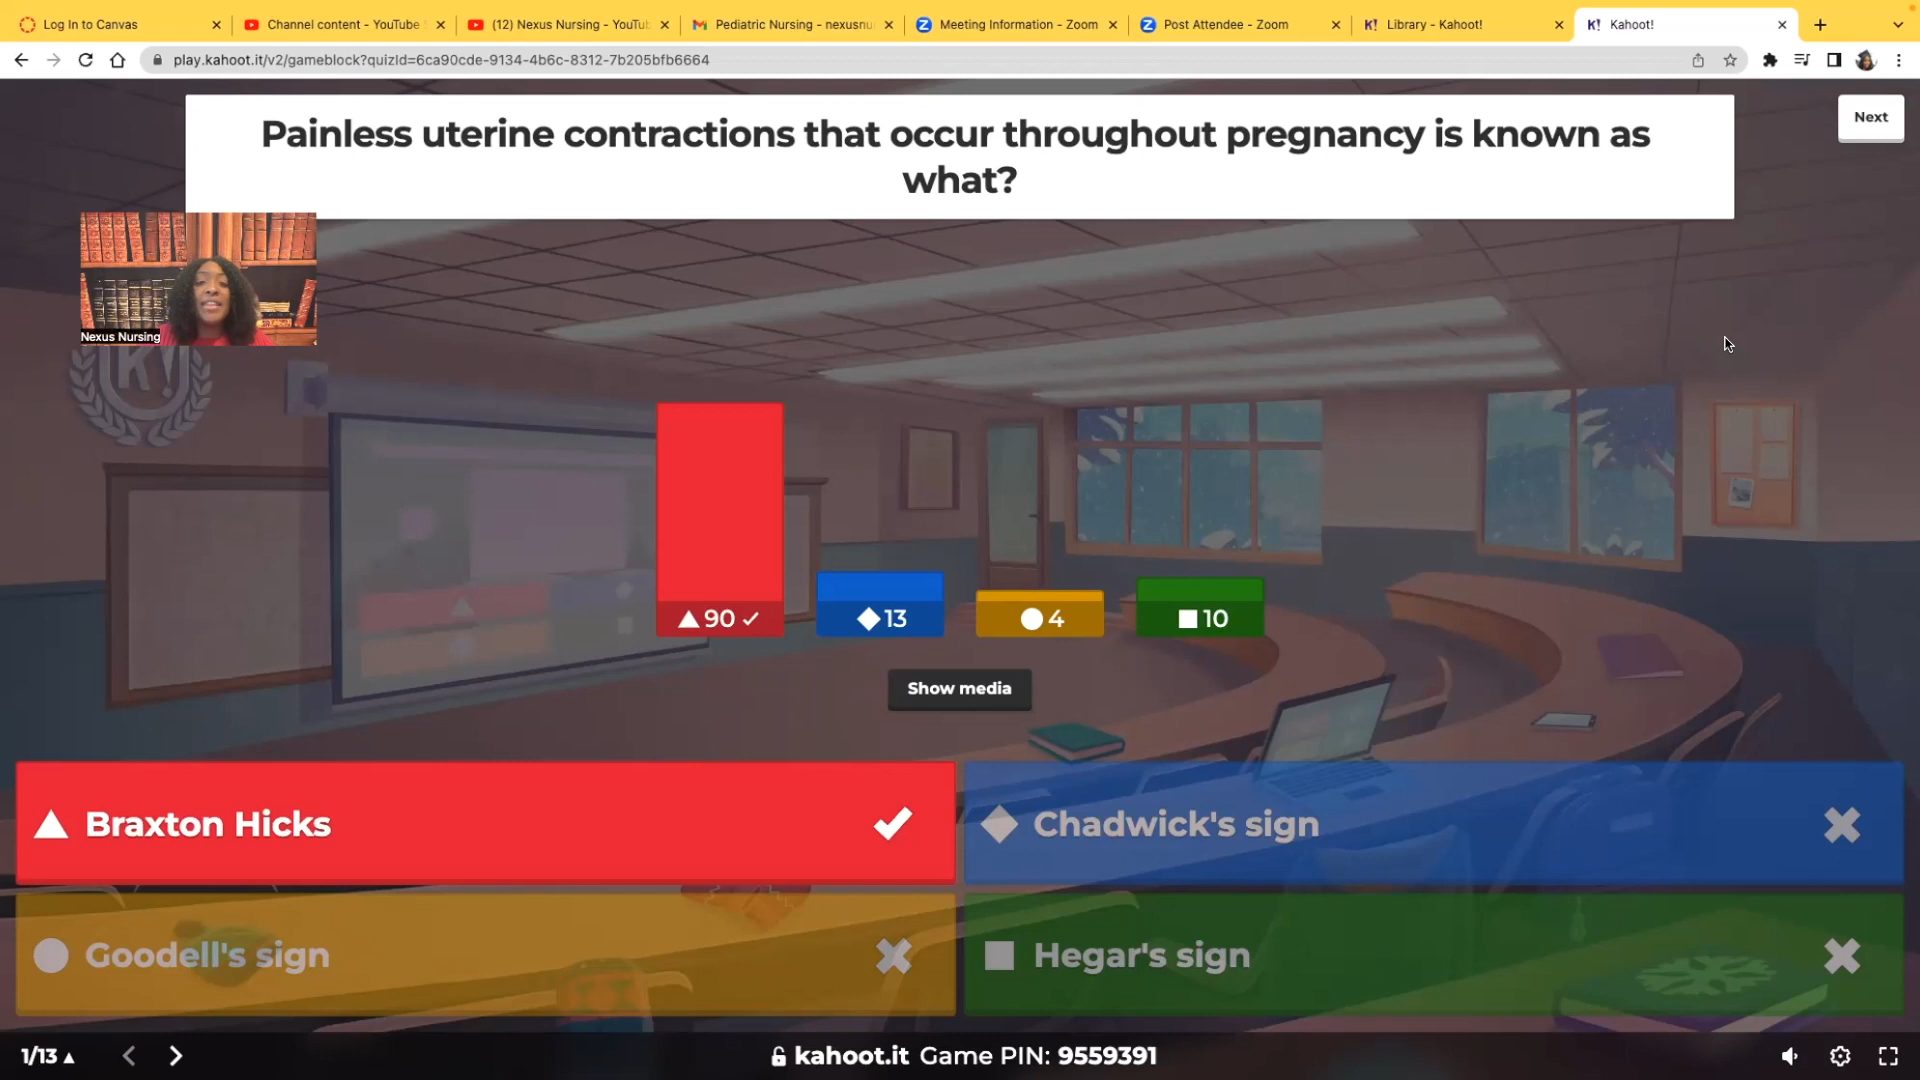 Log In to Canvas
Channel content - YouTube S
(12) Nexus Nursing - YouTub
Pediatric Nursing - nexusnu
Meeting Information - Zoom
Post Attendee - Zoom
K! Library - Kahoot!
K! Kahoot!
play.kahoot.it/v2/gameblock?quizId=6ca90cde-9134-4b6c-8312-7b205bfb6664
Painless uterine contractions that occur throughout pregnancy is known as
what?
Next
Nexus Nursing
K!
90
13
4
10
Show media
Braxton Hicks
Chadwick's sign
Goodell's sign
Hegar's sign
1/13
kahoot.it Game PIN: 9559391